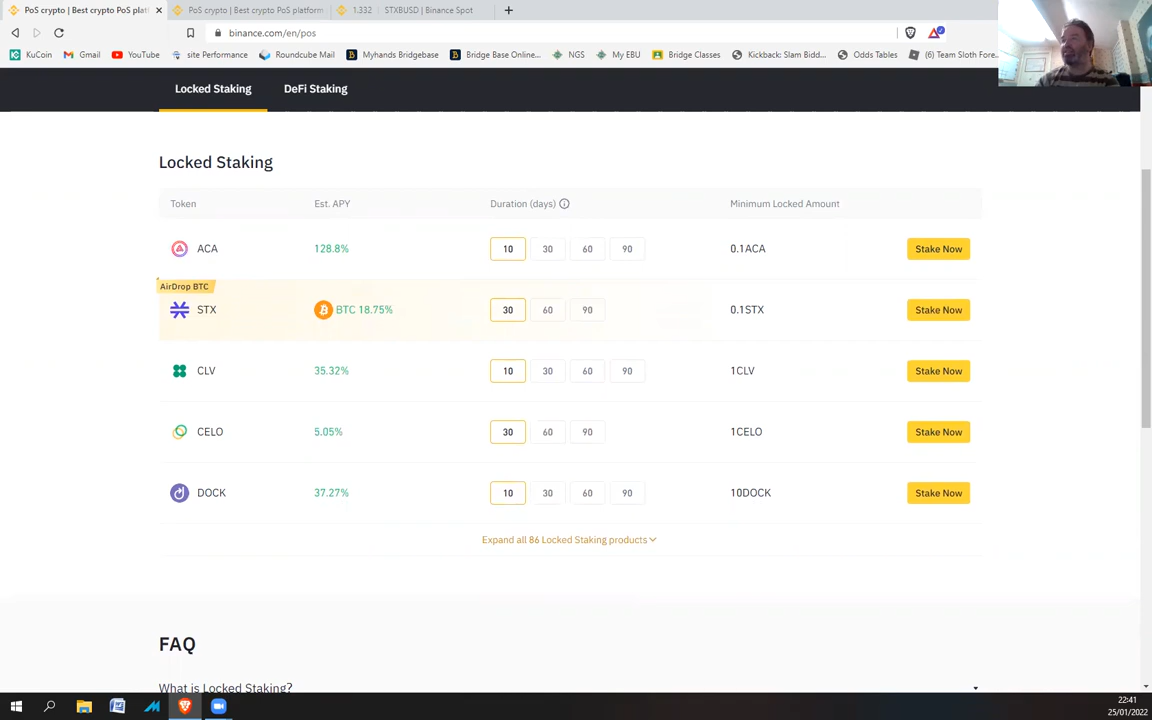 PoS crypto | Best crypto PoS platf
PoS crypto | Best crypto PoS platform
1.332 STXBUSD | Binance Spot
binance.com/en/pos
KuCoin
Gmail
YouTube
site Performance
Roundcube Mail
Myhands Bridgebase
Bridge Base Online...
NGS
My EBU
Bridge Classes
Kickback: Slam Bidd...
Odds Tables
(6) Team Sloth Fore...
Locked Staking
DeFi Staking
Locked Staking
Token Est. APY Duration (days) Minimum Locked Amount
ACA 128.8% 10 30 60 90 0.1ACA Stake Now
AirDrop BTC
STX BTC 18.75% 30 60 90 0.1STX Stake Now
CLV 35.32% 10 30 60 90 1CLV Stake Now
CELO 5.05% 30 60 90 1CELO Stake Now
DOCK 37.27% 10 30 60 90 10DOCK Stake Now
Expand all 86 Locked Staking products
FAQ
What is Locked Staking?
22:41
25/01/2022